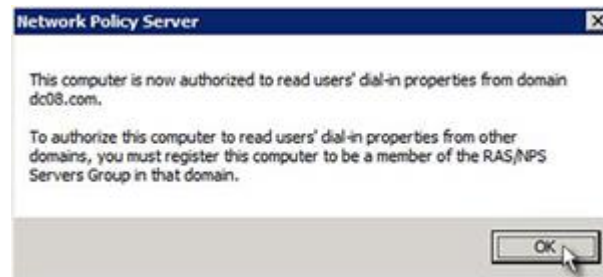 Network Policy Server
This computer is now authorized to read users' dial-in properties from domain
dc08.com.
To authorize this computer to read users' dial-in properties from other
domains, you must register this computer to be a member of the RAS/NPS
Servers Group in that domain.
OK